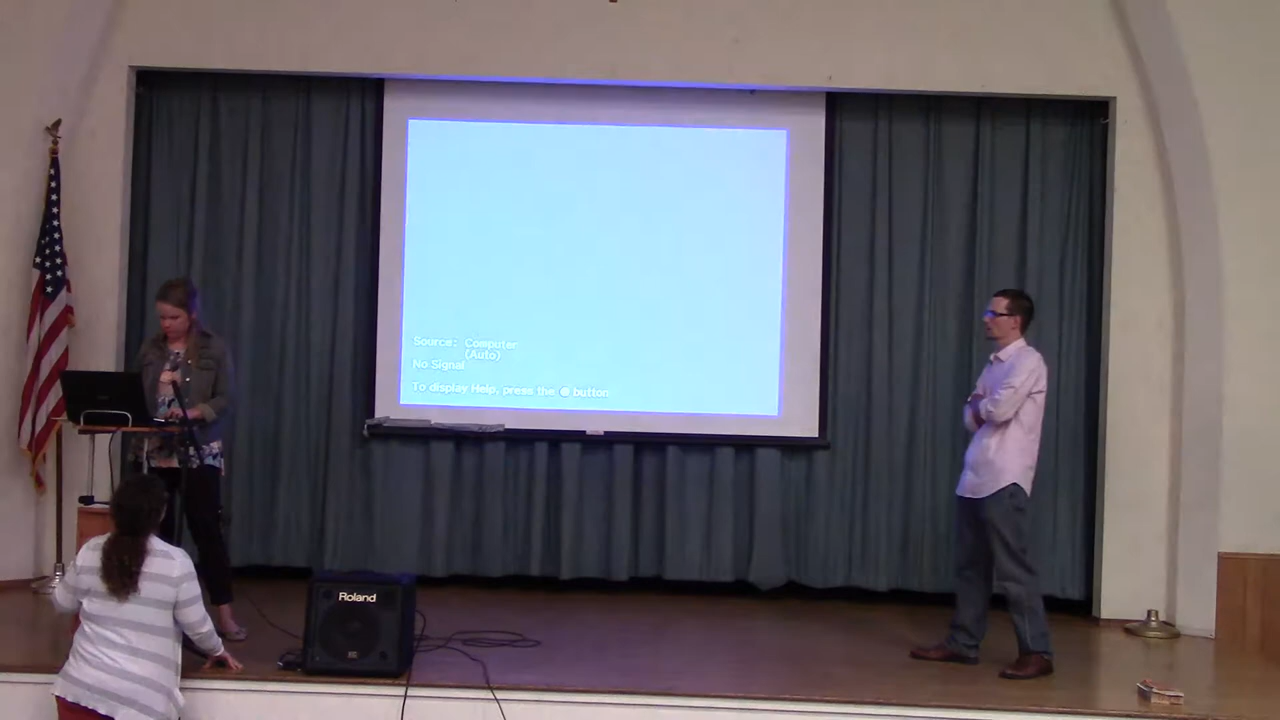 Source: Computer
(Auto)
No Signal
To display Help, press the button
Roland